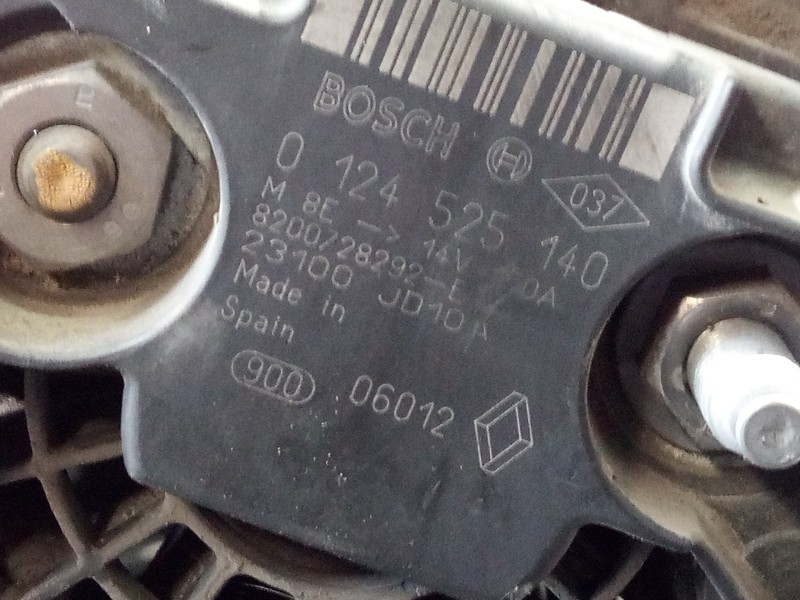 BOSCH
0 124 525 140
037
M 8E -> 14V
8200728292-E
23100 JD10A
Made in
Spain
900 06012